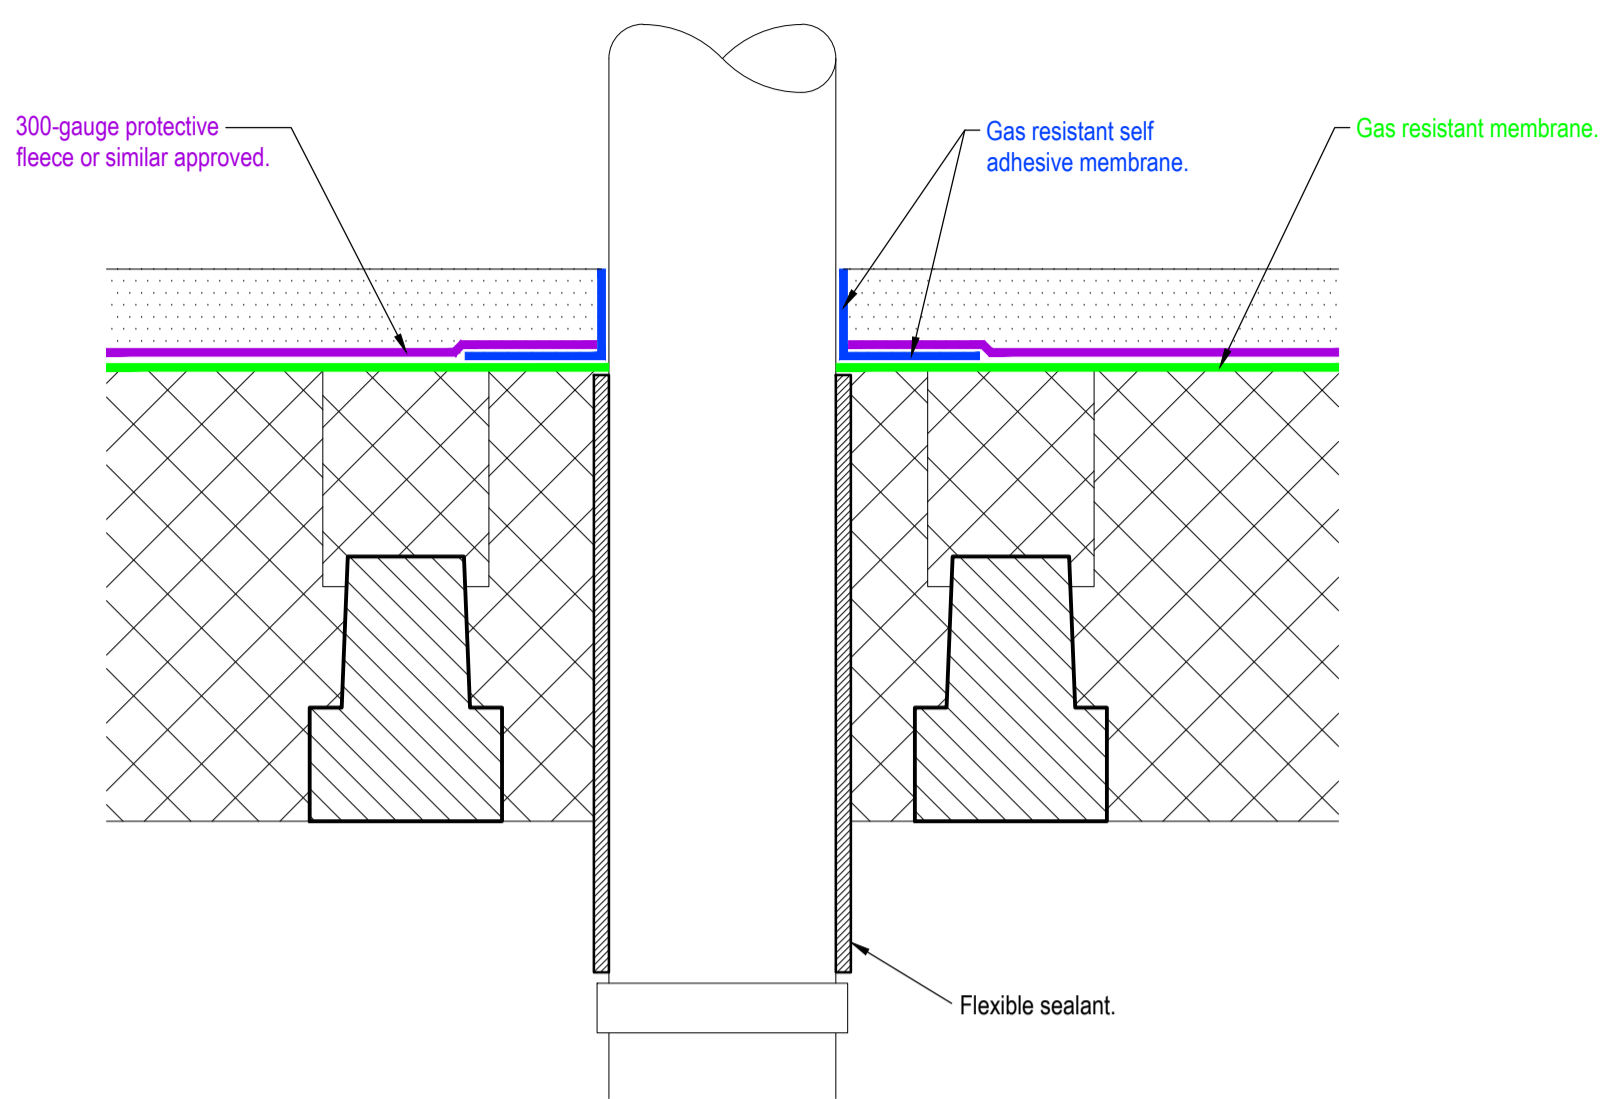 300-gauge protective
fleece or similar approved.
Gas resistant self
adhesive membrane.
Gas resistant membrane.
Flexible sealant.